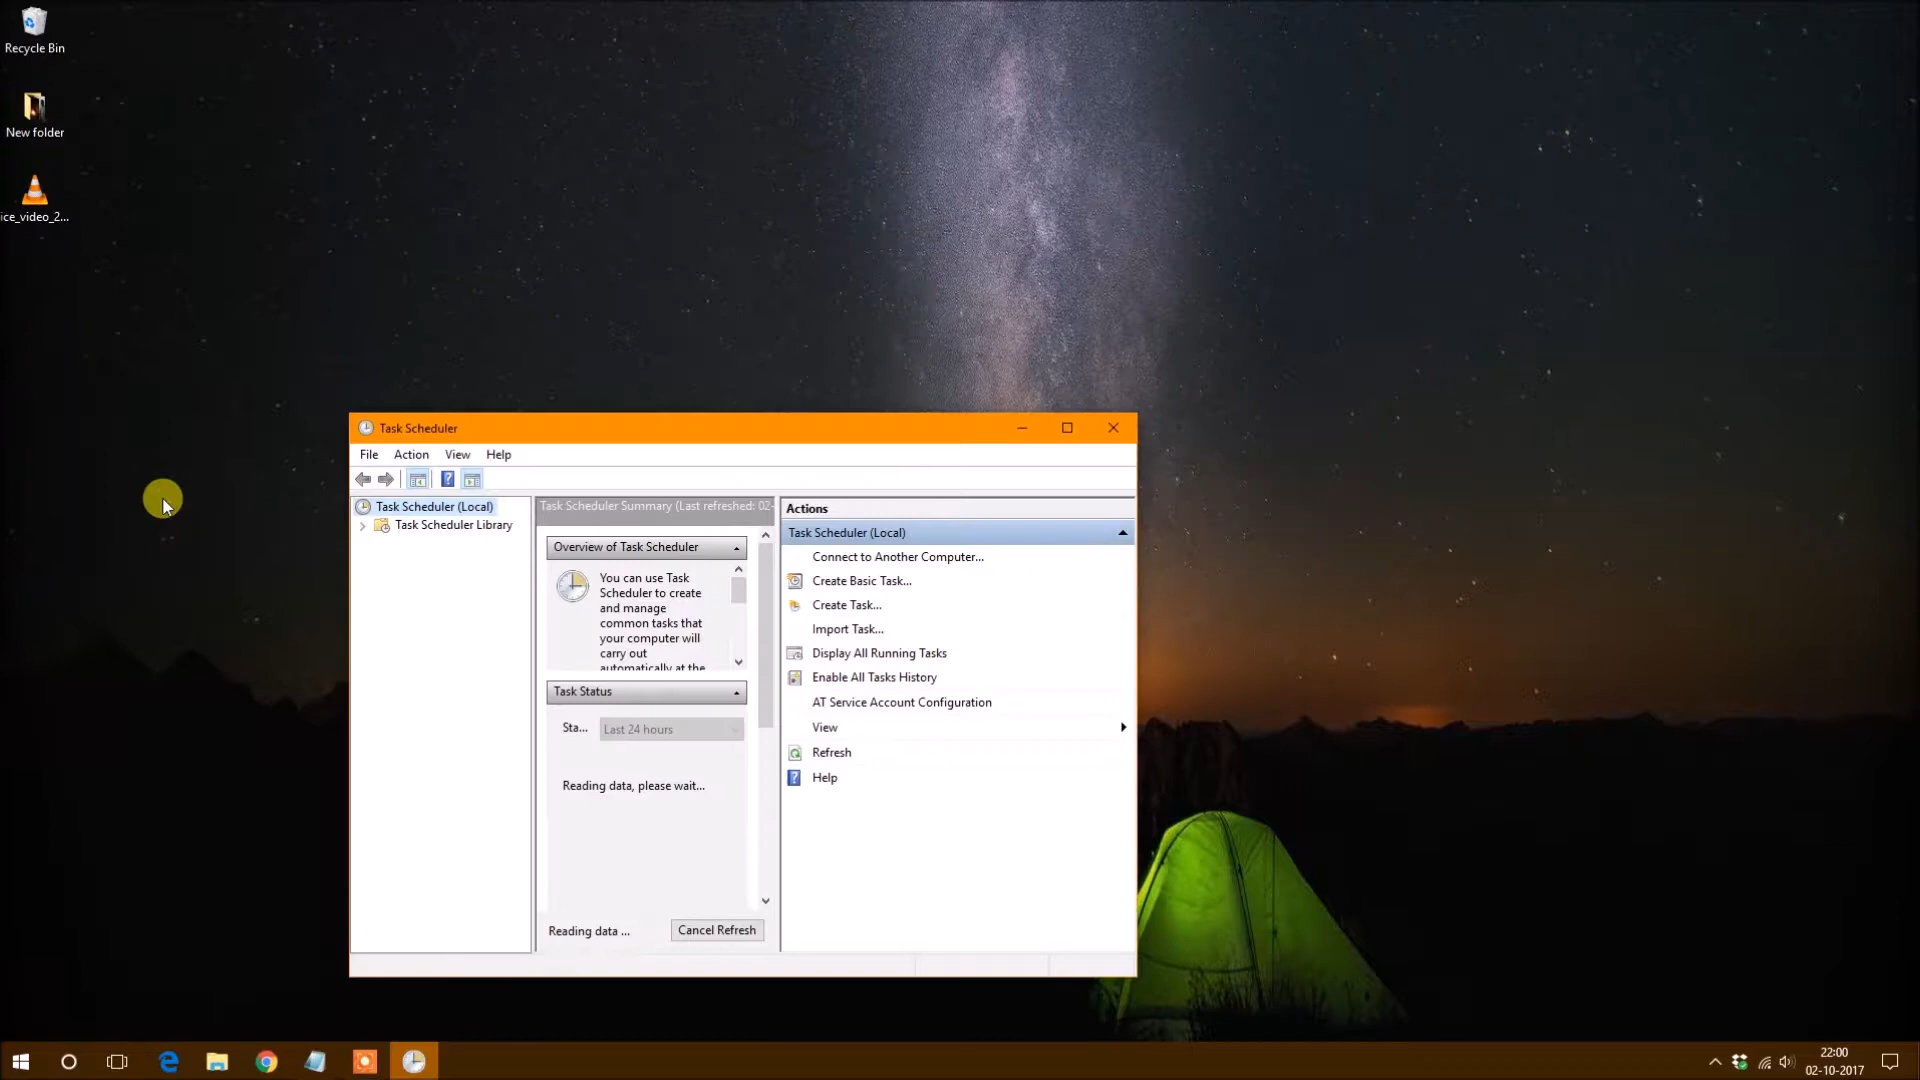 Recycle Bin
New folder
ice_video_2...
Task Scheduler
File Action View Help
Task Scheduler (Local)
Task Scheduler Library
Task Scheduler Summary (Last refreshed: 02-
Overview of Task Scheduler
You can use Task
Scheduler to create
and manage
common tasks that
your computer will
carry out
automatically at the
Task Status
Sta... Last 24 hours
Reading data, please wait...
Reading data ... Cancel Refresh
Actions
Task Scheduler (Local)
Connect to Another Computer...
Create Basic Task...
Create Task...
Import Task...
Display All Running Tasks
Enable All Tasks History
AT Service Account Configuration
View
Refresh
Help
22:00
02-10-2017